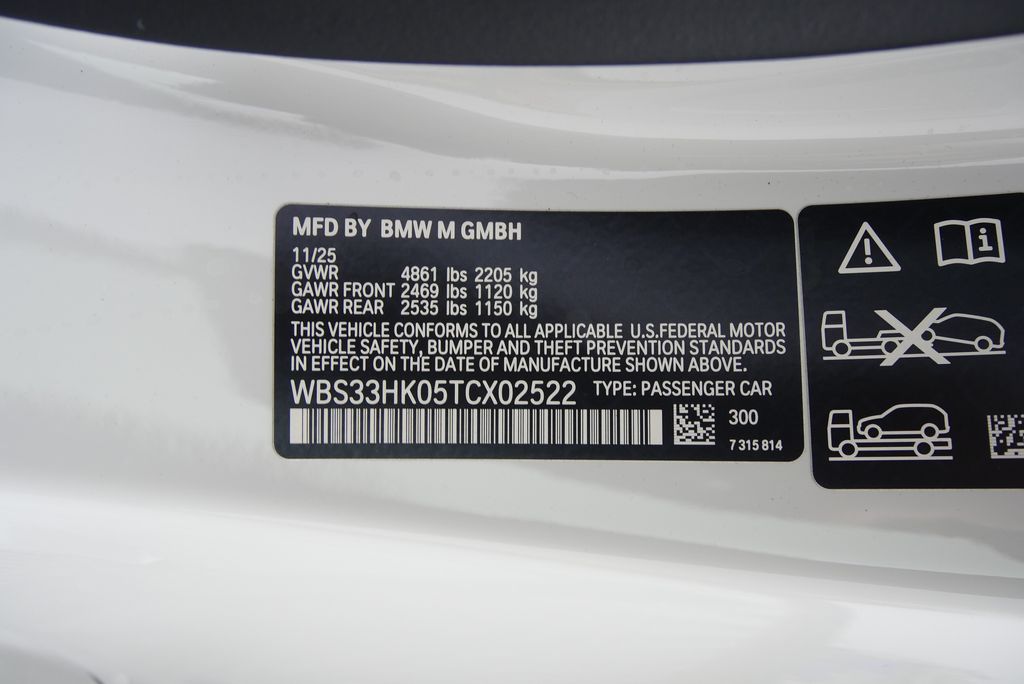 MFD BY BMW M GMBH
11/25
GVWR 4861 lbs 2205 kg
GAWR FRONT 2469 lbs 1120 kg
GAWR REAR 2535 lbs 1150 kg
THIS VEHICLE CONFORMS TO ALL APPLICABLE U.S.FEDERAL MOTOR
VEHICLE SAFETY, BUMPER AND THEFT PREVENTION STANDARDS
IN EFFECT ON THE DATE OF MANUFACTURE SHOWN ABOVE.
WBS33HK05TCX02522 TYPE: PASSENGER CAR
300
7 315 814